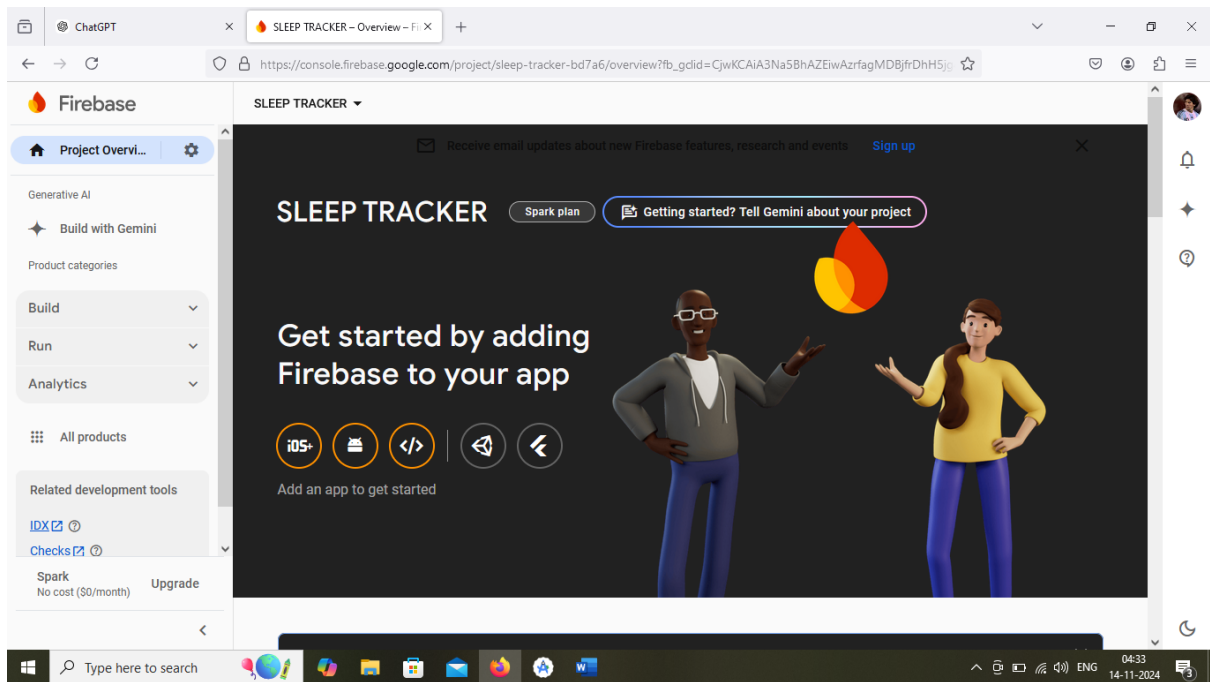 ChatGPT
SLEEP TRACKER – Overview – Fi
https://console.firebase.google.com/project/sleep-tracker-bd7a6/overview?fb_gclid=CjwKCAiA3Na5BhAZEiwAzrfagMDBjfrDhH5jg
Firebase
SLEEP TRACKER
Project Overvi...
Receive email updates about new Firebase features, research and events Sign up
Generative AI
Build with Gemini
Product categories
Build
Run
Analytics
All products
Related development tools
IDX
Checks
Spark
No cost ($0/month)
Upgrade
SLEEP TRACKER
Spark plan
Getting started? Tell Gemini about your project
Get started by adding
Firebase to your app
iOS+
Add an app to get started
Type here to search
ENG
04:33
14-11-2024
3